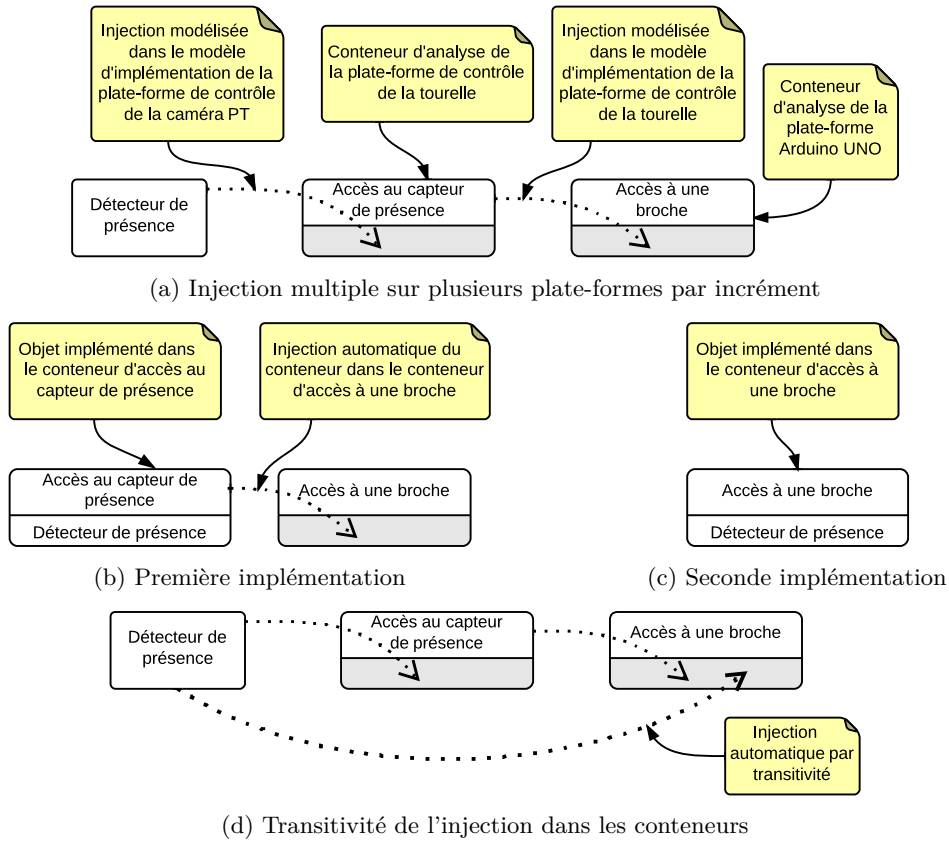 Injection modélisée
dans le modèle
d'implémentation de la
plate-forme de contrôle
de la caméra PT
Conteneur d'analyse de
la plate-forme de contrôle
de la tourelle
Injection modélisée
dans le modèle
d'implémentation de la
plate-forme de contrôle
de la tourelle
Conteneur
d'analyse de la
plate-forme
Arduino UNO
Détecteur de
présence
Accès au capteur
de présence
Accès à une
broche
(a) Injection multiple sur plusieurs plate-formes par incrément
Objet implémenté dans
le conteneur d'accès au
capteur de présence
Injection automatique du
conteneur dans le conteneur
d'accès à une broche
Objet implémenté dans
le conteneur d'accès à
une broche
Accès au capteur de
présence
Détecteur de présence
Accès à une broche
Accès à une broche
Détecteur de présence
(b) Première implémentation
(c) Seconde implémentation
Détecteur de
présence
Accès au capteur
de présence
Accès à une broche
Injection
automatique par
transitivité
(d) Transitivité de l'injection dans les conteneurs